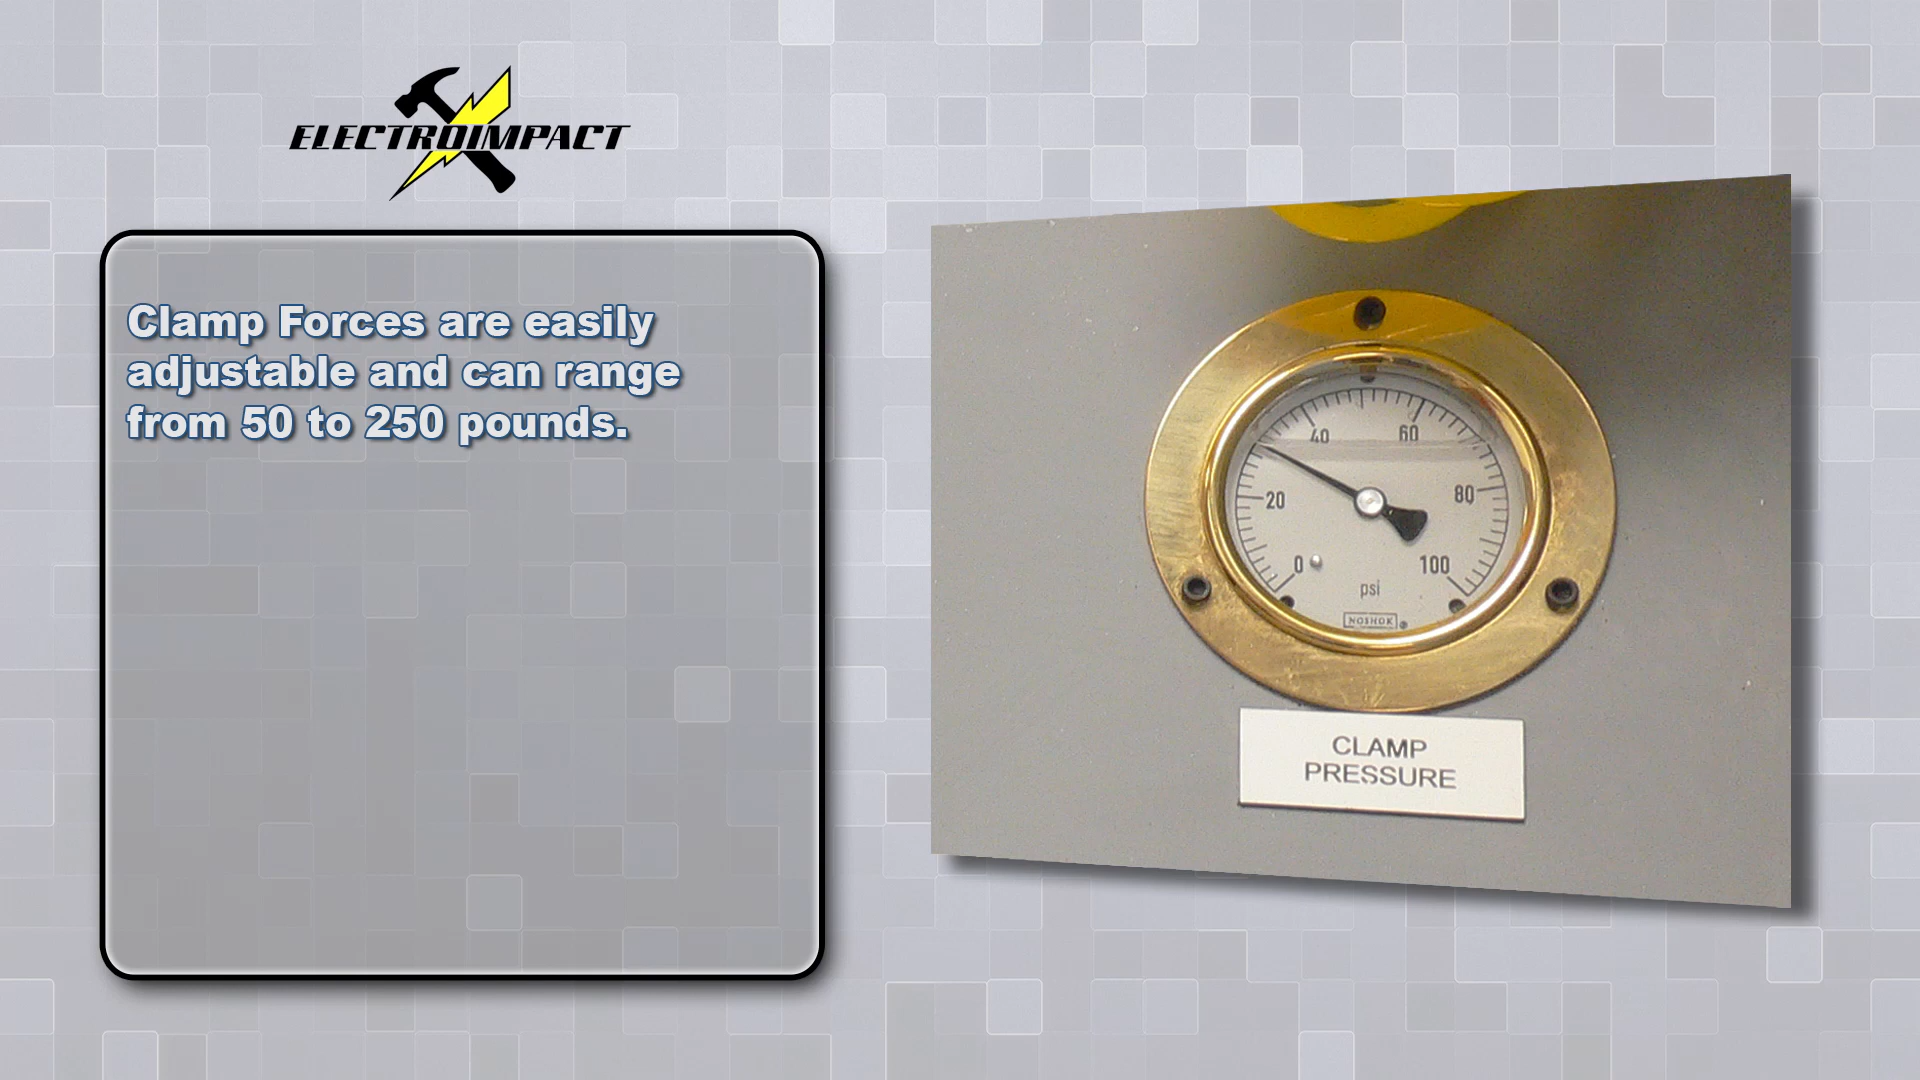 ELECTROIMPACT
Clamp Forces are easily
adjustable and can range
from 50 to 250 pounds.
40 60
20 80
0 100
psi
NOSHOK ®
CLAMP
PRESSURE